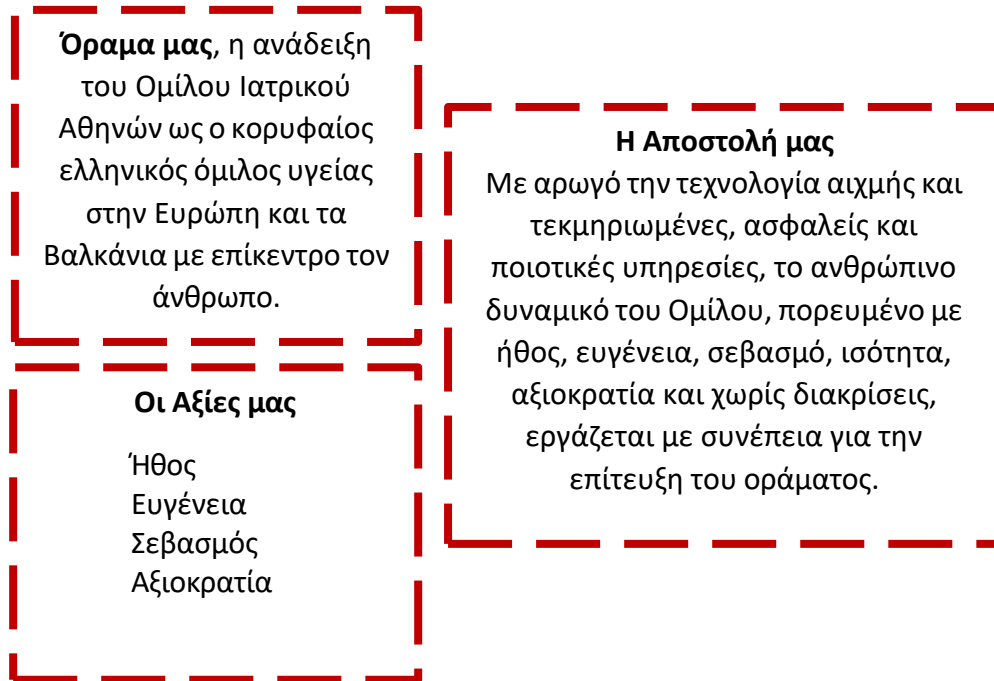 Όραμα μας, η ανάδειξη
του Ομίλου Ιατρικού
Αθηνών ως ο κορυφαίος
ελληνικός όμιλος υγείας
στην Ευρώπη και τα
Βαλκάνια με επίκεντρο τον
άνθρωπο.
Οι Αξίες μας
Ήθος
Ευγένεια
Σεβασμός
Αξιοκρατία
Η Αποστολή μας
Με αρωγό την τεχνολογία αιχμής και
τεκμηριωμένες, ασφαλείς και
ποιοτικές υπηρεσίες, το ανθρώπινο
δυναμικό του Ομίλου, πορευμένο με
ήθος, ευγένεια, σεβασμό, ισότητα,
αξιοκρατία και χωρίς διακρίσεις,
εργάζεται με συνέπεια για την
επίτευξη του οράματος.